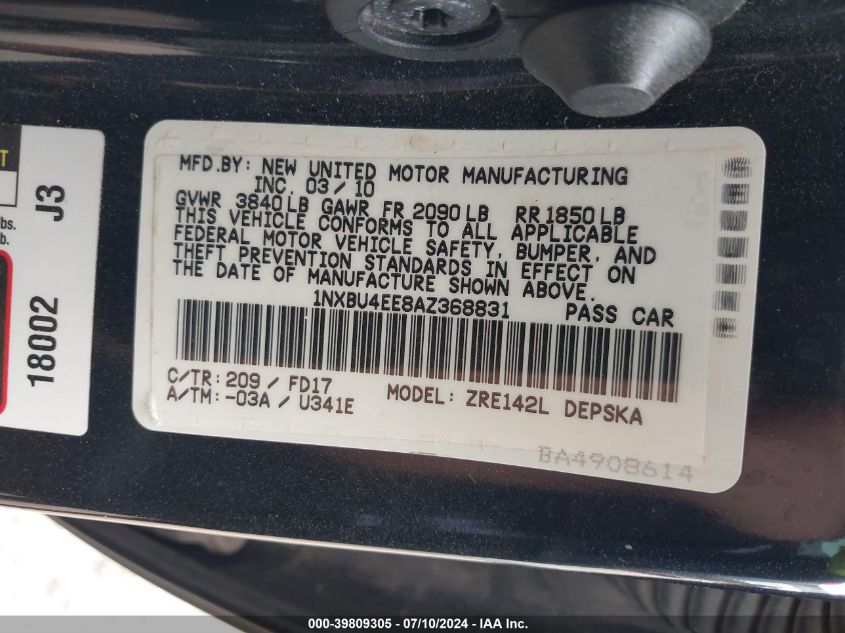 T
bs.
b.
J3
18002
MFD.BY: NEW UNITED MOTOR MANUFACTURING
INC. 03/10
GVWR 3840LB GAWR FR 2090LB RR 1850LB
THIS VEHICLE CONFORMS TO ALL APPLICABLE
FEDERAL MOTOR VEHICLE SAFETY, BUMPER, AND
THEFT PREVENTION STANDARDS IN EFFECT ON
THE DATE OF MANUFACTURE SHOWN ABOVE.
1NXBU4EE8AZ368831 PASS CAR
C/TR: 209 / FD17
A/TM: -03A / U341E
MODEL: ZRE142L DEPSKA
BA4908614
000-39809305 - 07/10/2024 - IAA Inc.